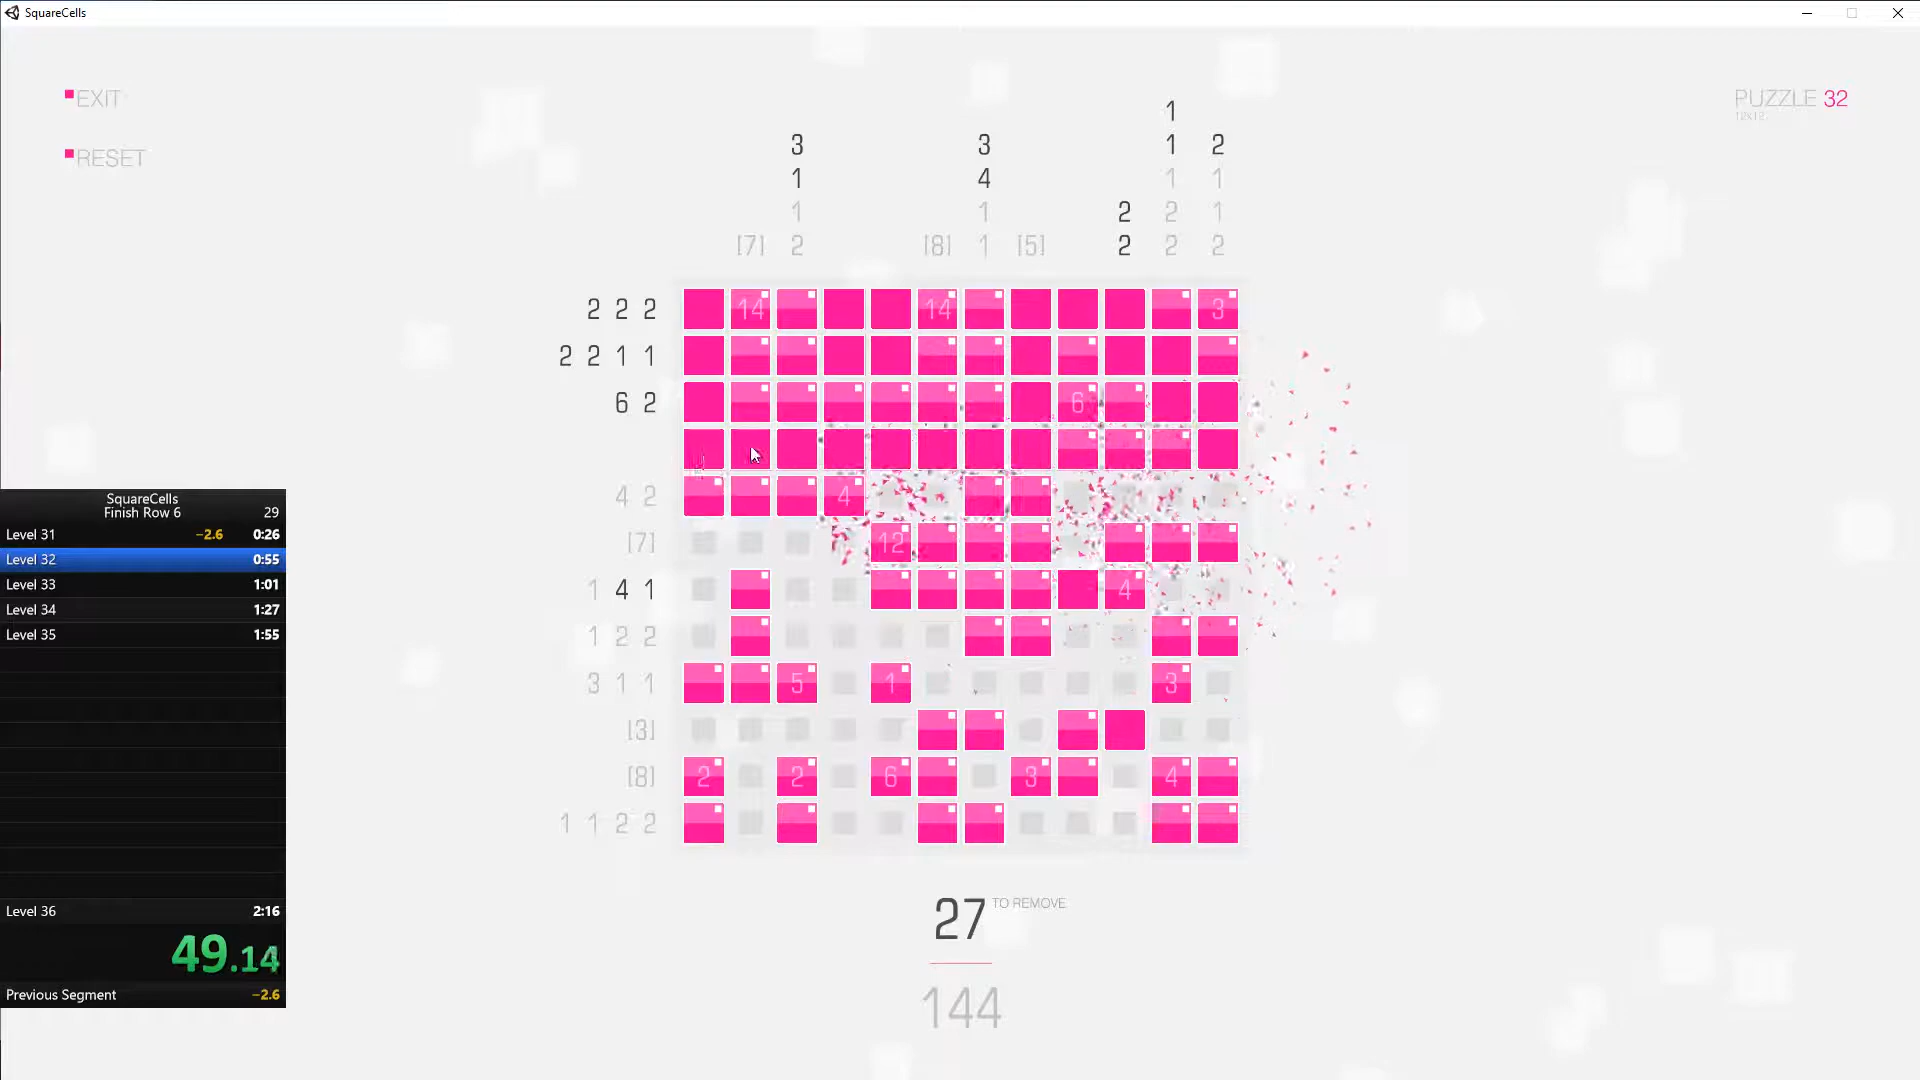 SquareCells
EXIT
RESET
PUZZLE 32
12X12
1
3 3 1 2
1 4 1 1
1 1 2 2 1
[7] 2 [8] 1 [5] 2 2 2
2 2 2 14 14 3
2 2 1 1
6 2 6
4 2 4
[7] 12
1 4 1 4
1 2 2
3 1 1 5 1 3
[3]
[8] 2 2 6 3 4
1 1 2 2
27 TO REMOVE
144
SquareCells
Finish Row 6 29
Level 31 −2.6 0:26
Level 32 0:55
Level 33 1:01
Level 34 1:27
Level 35 1:55
Level 36 2:16
49.14
Previous Segment −2.6